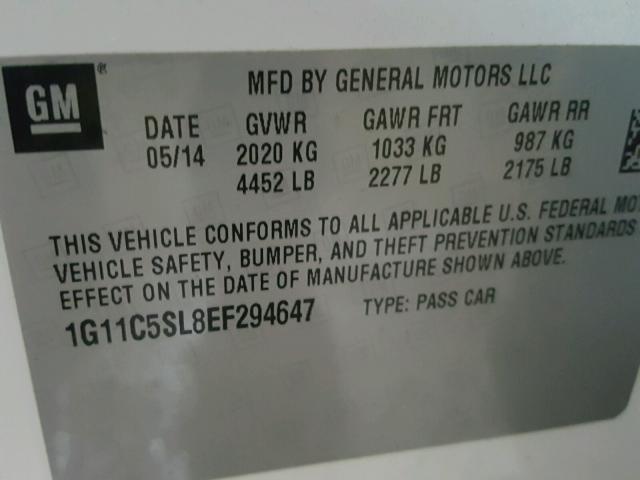 GM
®
MFD BY GENERAL MOTORS LLC
DATE GVWR GAWR FRT GAWR RR
05/14 2020 KG 1033 KG 987 KG
4452 LB 2277 LB 2175 LB
THIS VEHICLE CONFORMS TO ALL APPLICABLE U.S. FEDERAL MO
VEHICLE SAFETY, BUMPER, AND THEFT PREVENTION STANDARDS
EFFECT ON THE DATE OF MANUFACTURE SHOWN ABOVE.
1G11C5SL8EF294647 TYPE: PASS CAR